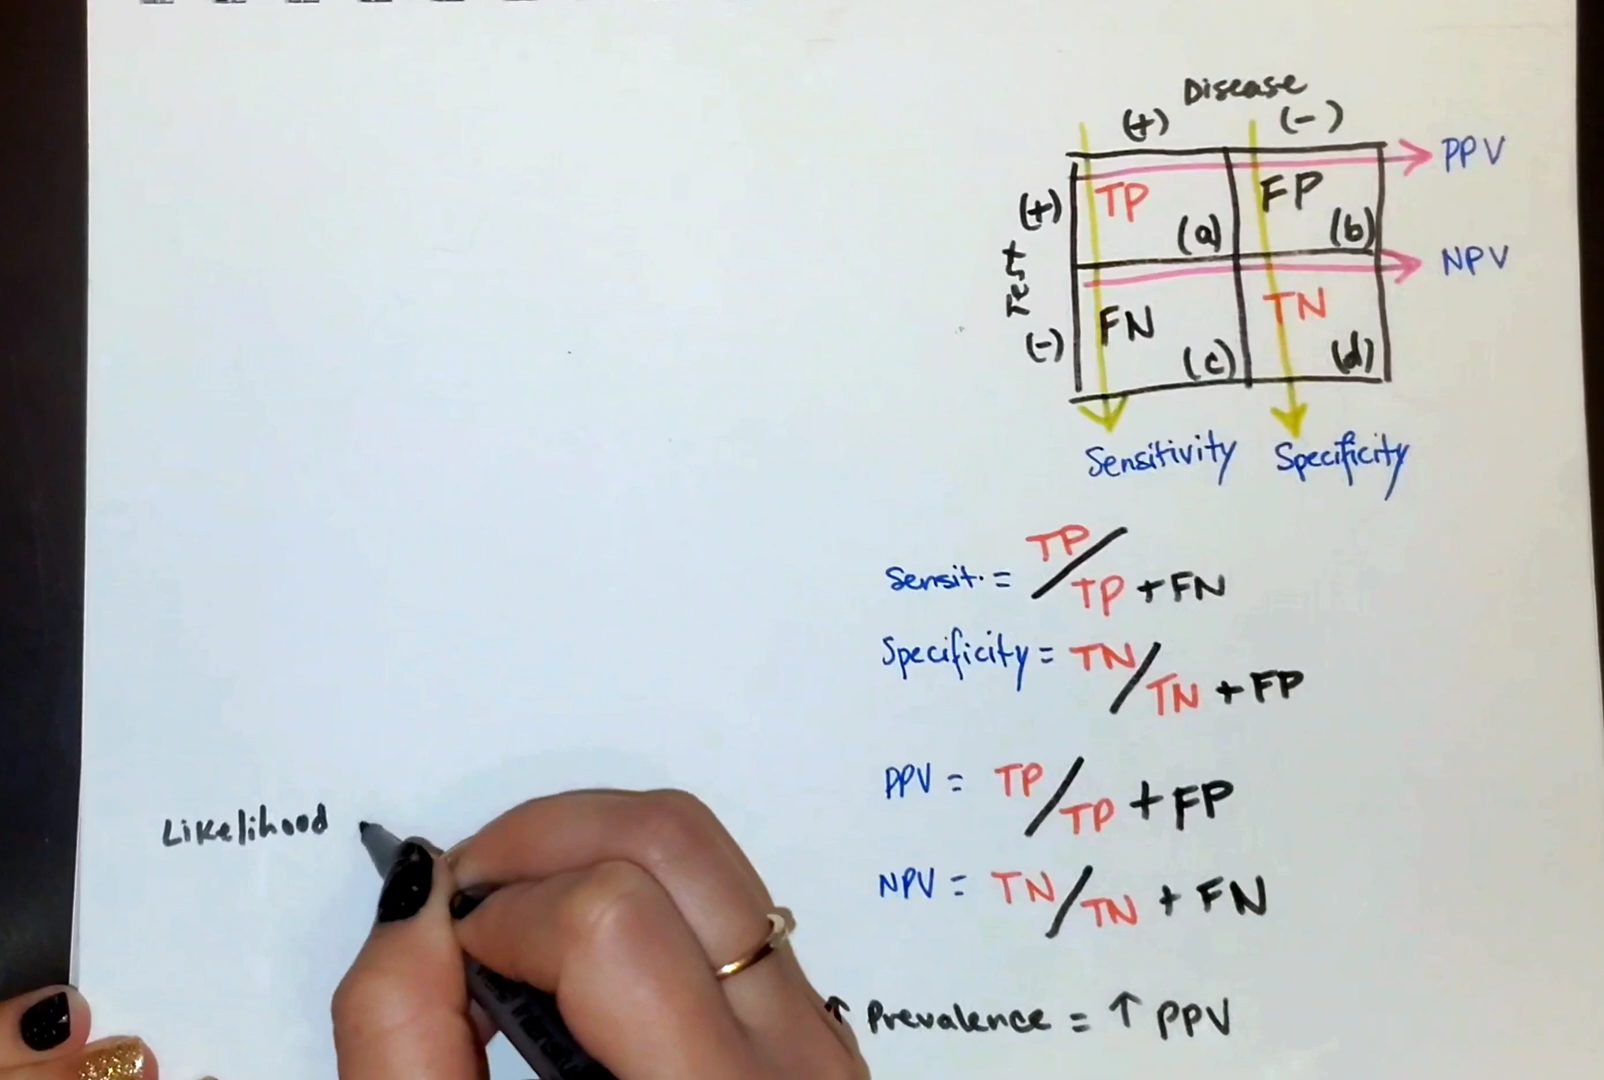 Disease
(+) (-)
PPV
(+) TP FP
(a) (b)
Test
NPV
(-) FN TN
(c) (d)
Sensitivity Specificity
Sensit. = TP/TP + FN
Specificity = TN/TN + FP
PPV = TP/TP + FP
Likelihood
NPV = TN/TN + FN
↑ Prevalence = ↑ PPV